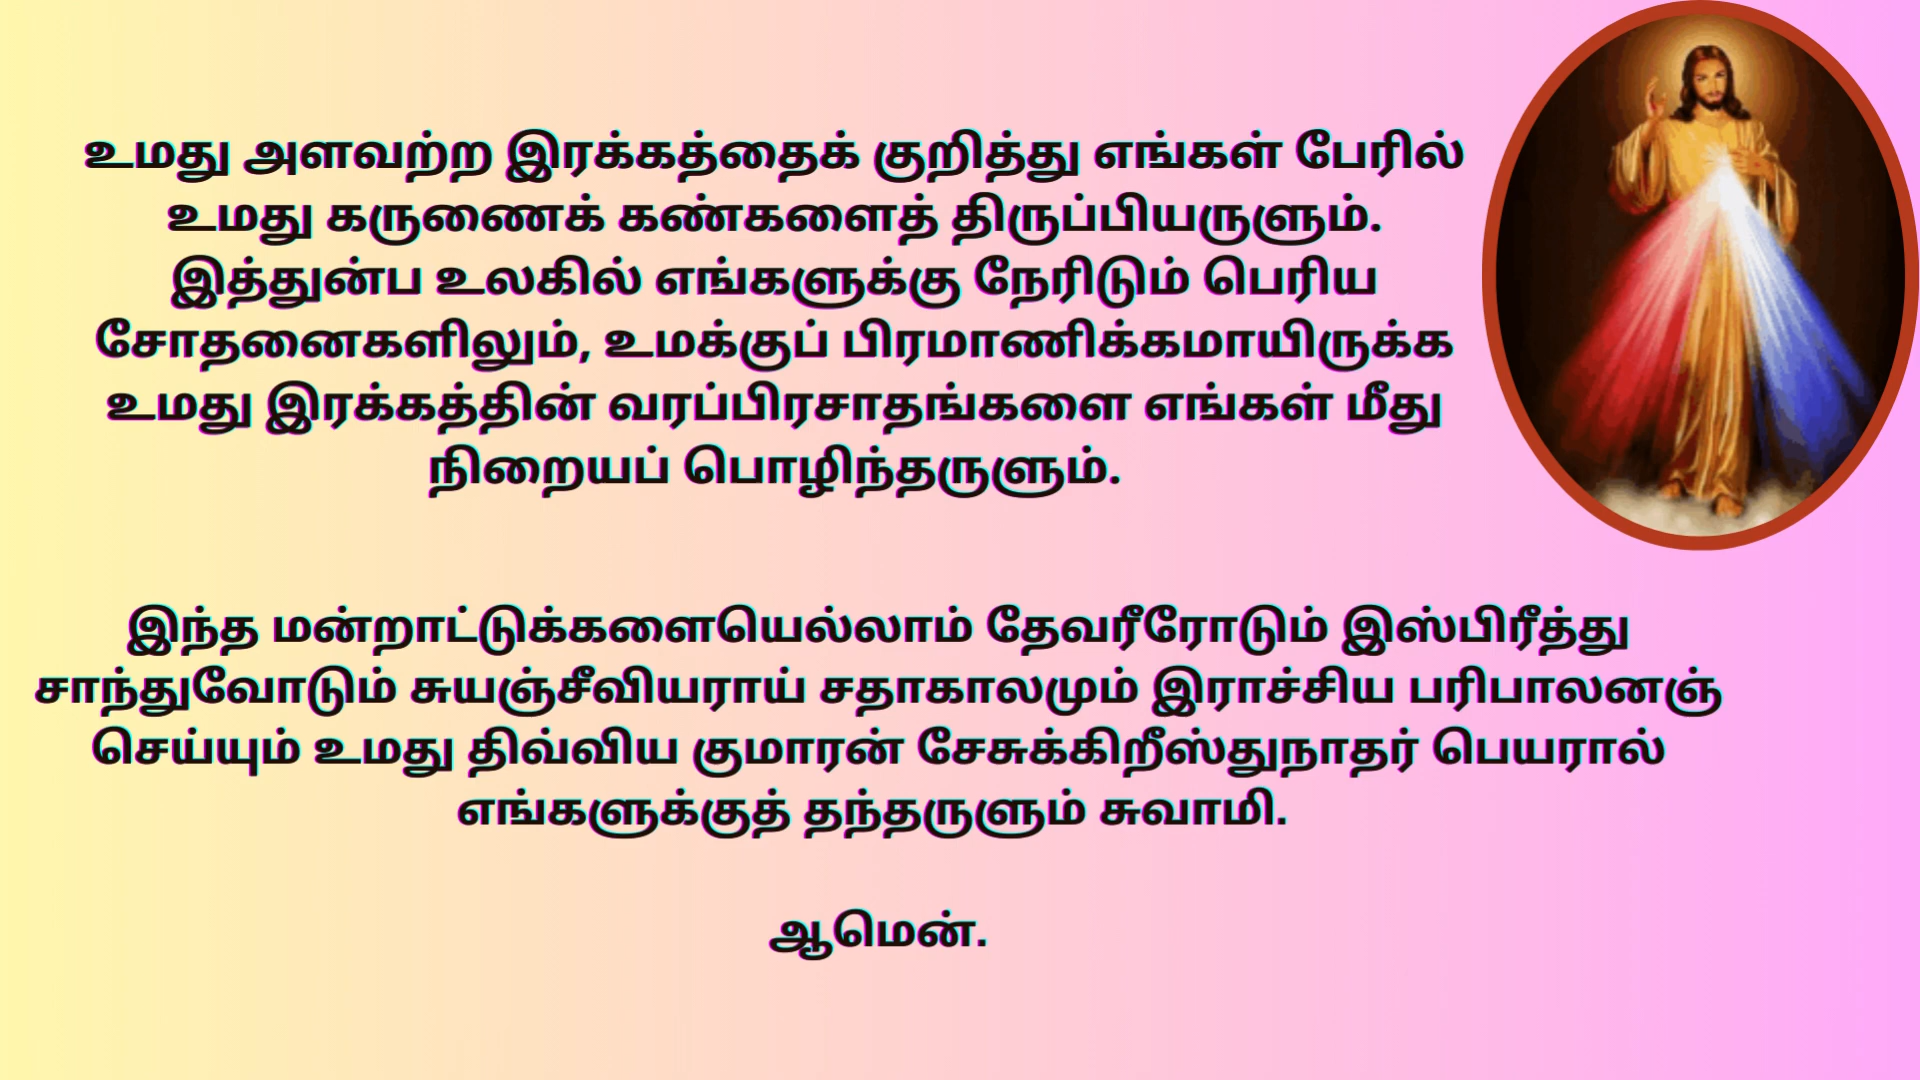 உமது அளவற்ற இரக்கத்தைக் குறித்து எங்கள் பேரில்
உமது கருணைக் கண்களைத் திருப்பியருளும்.
இத்துன்ப உலகில் எங்களுக்கு நேரிடும் பெரிய
சோதனைகளிலும், உமக்குப் பிரமாணிக்கமாயிருக்க
உமது இரக்கத்தின் வரப்பிரசாதங்களை எங்கள் மீது
நிறையப் பொழிந்தருளும்.
இந்த மன்றாட்டுக்களையெல்லாம் தேவரீரோடும் இஸ்பிரீத்து
சாந்துவோடும் சுயஞ்சீவியராய் சதாகாலமும் இராச்சிய பரிபாலனஞ்
செய்யும் உமது திவ்விய குமாரன் சேசுக்கிறீஸ்துநாதர் பெயரால்
எங்களுக்குத் தந்தருளும் சுவாமி.
ஆமென்.